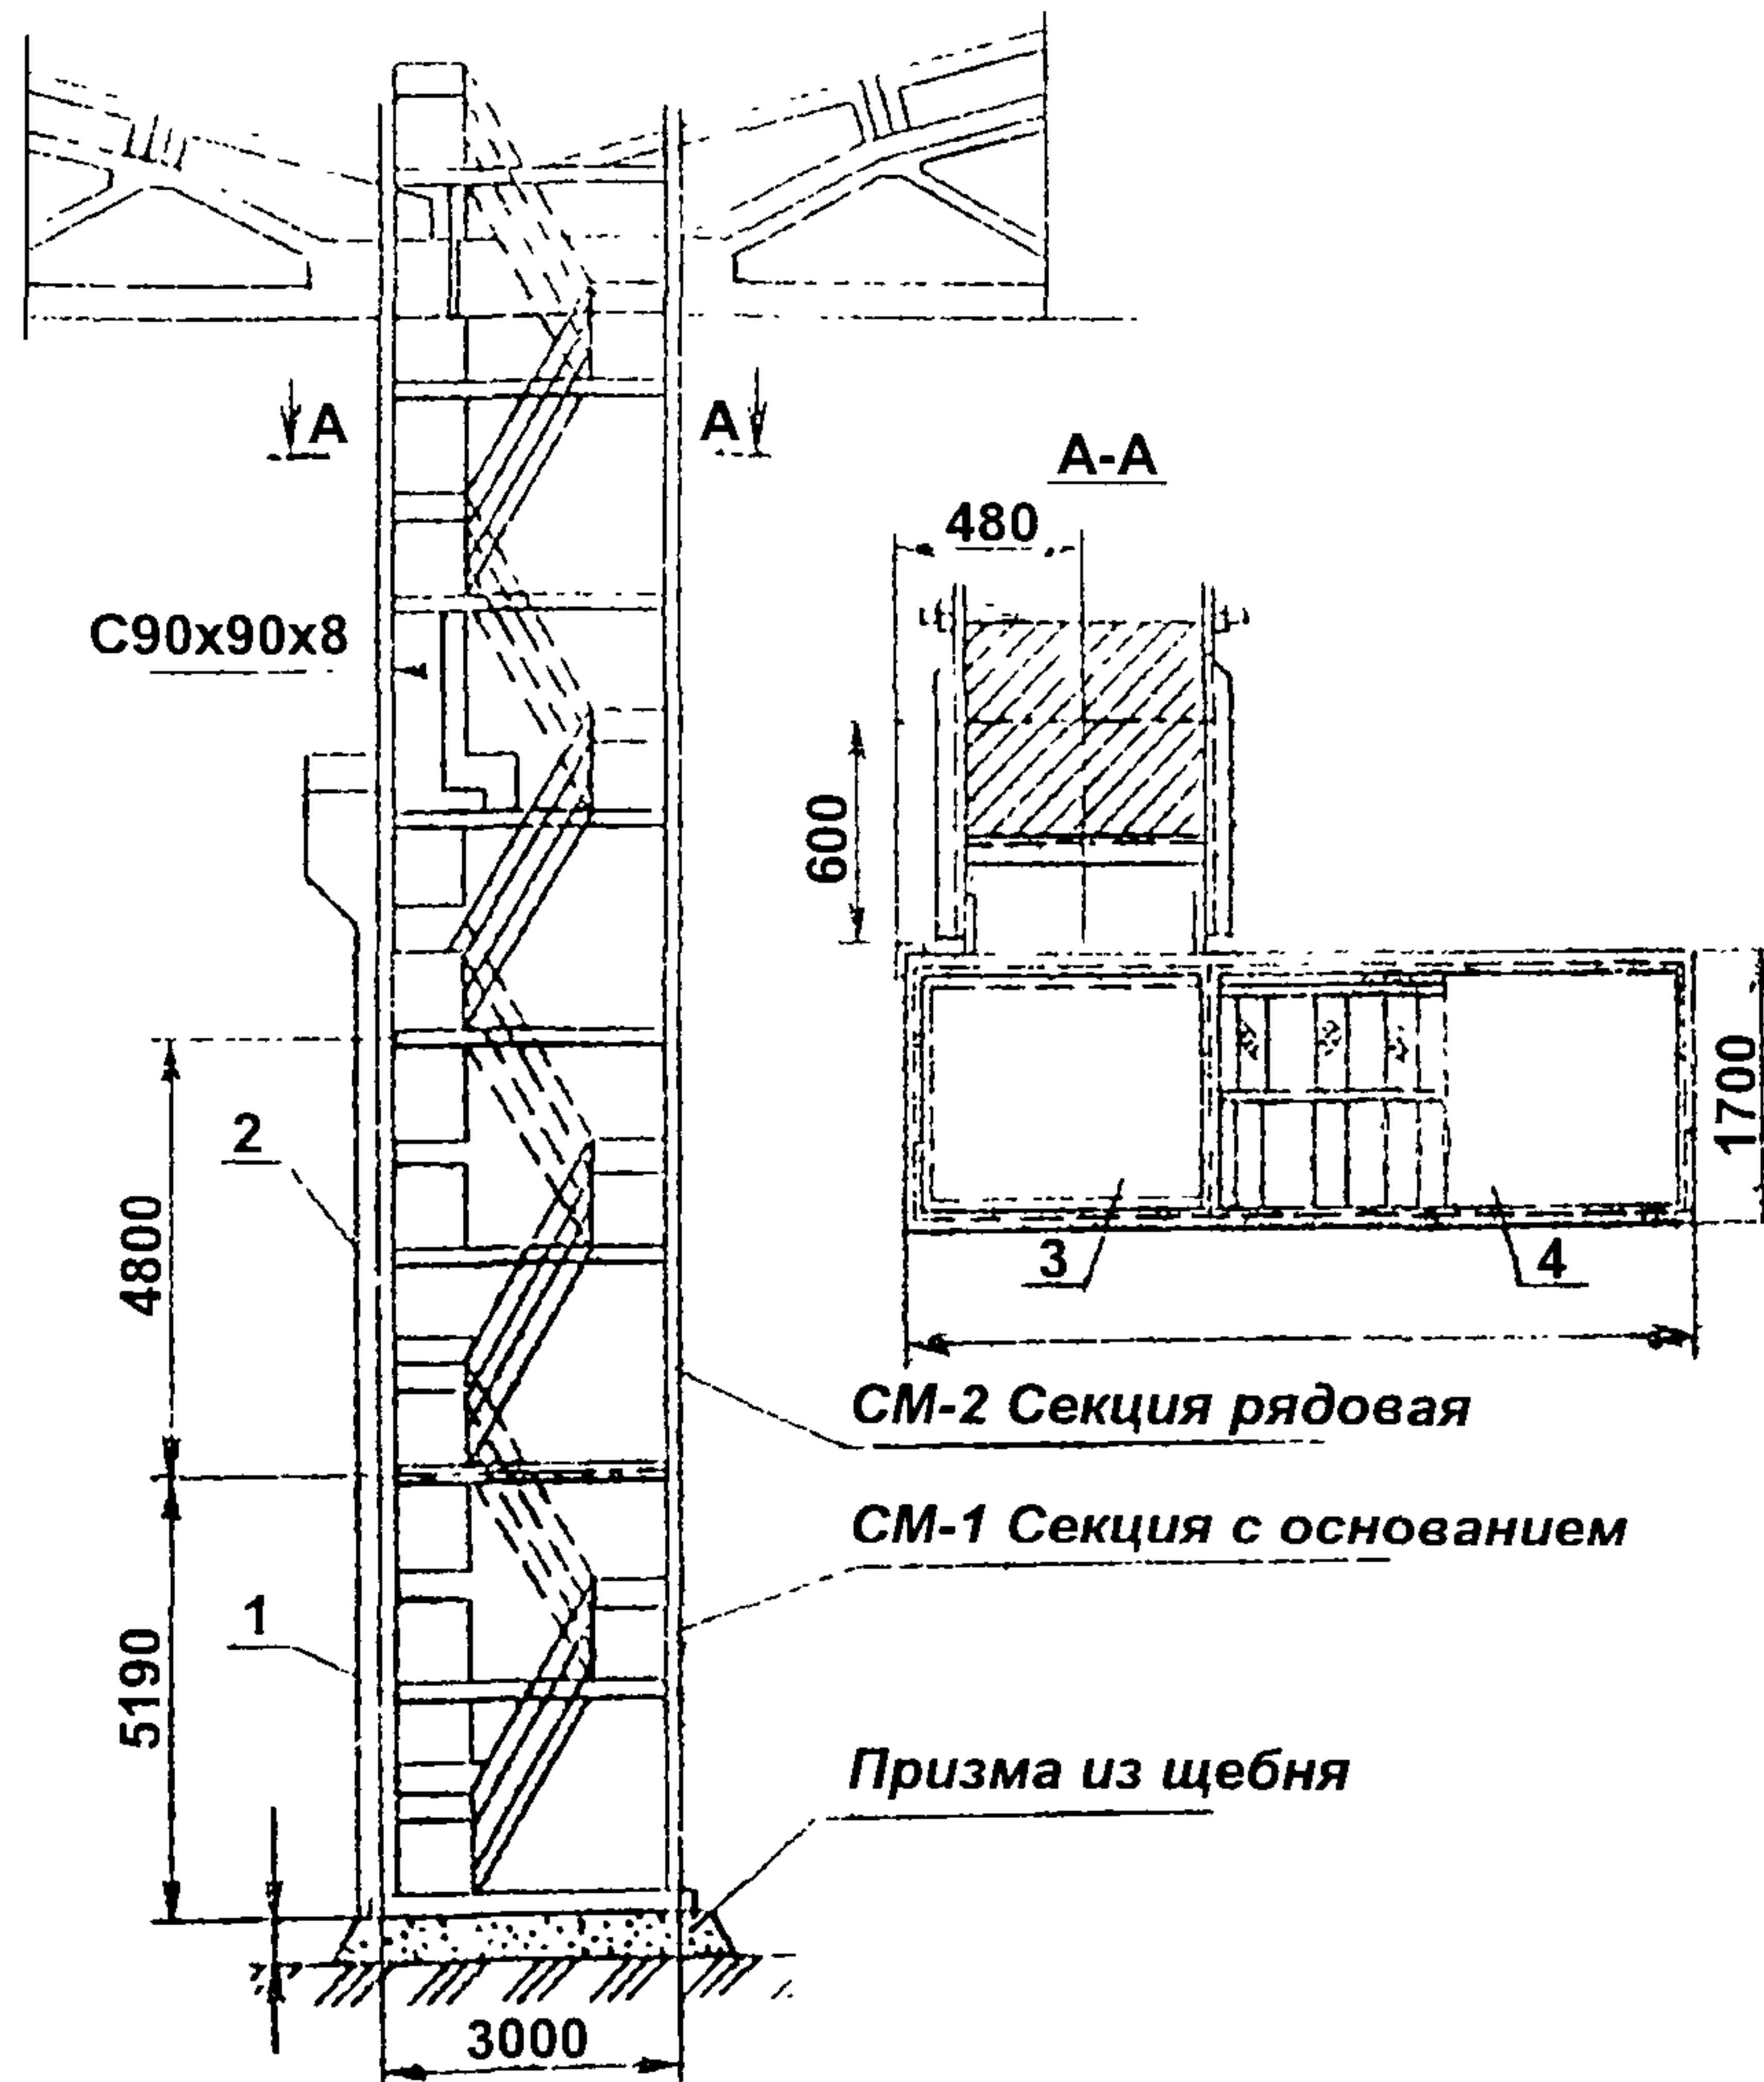 А
А
А-А
480
С90х90х8
600
2
4800
1700
3
4
СМ-2 Секция рядовая
СМ-1 Секция с основанием
1
5190
Призма из щебня
3000